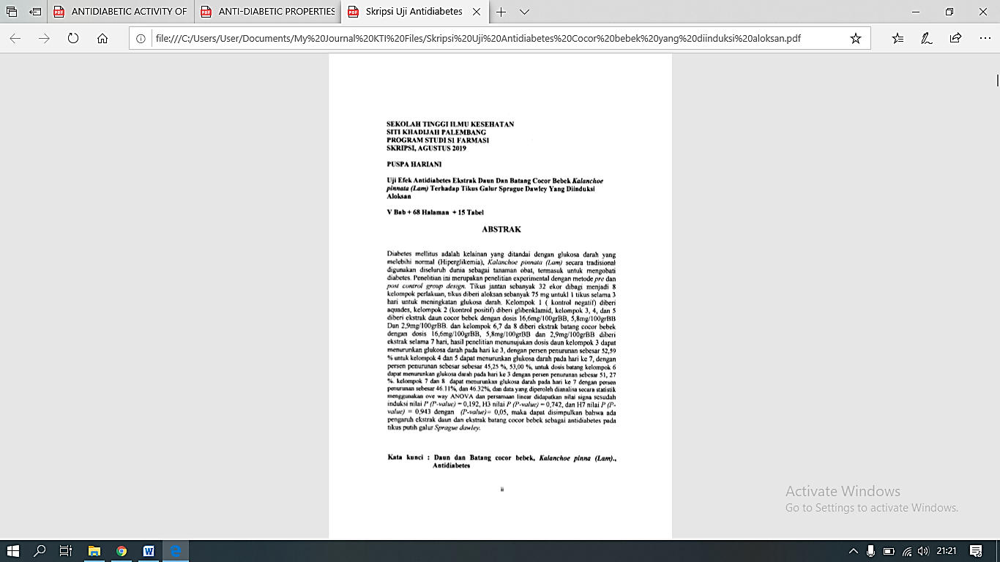 ANTIDIABETIC ACTIVITY OF
ANTI-DIABETIC PROPERTIES
Skripsi Uji Antidiabetes
file:///C:/Users/User/Documents/My%20Journal%20KTI%20Files/Skripsi%20Uji%20Antidiabetes%20Cocor%20bebek%20yang%20diinduksi%20aloksan.pdf
SEKOLAH TINGGI ILMU KESEHATAN
SITI KHADIJAH PALEMBANG
PROGRAM STUDI S1 FARMASI
SKRIPSI, AGUSTUS 2019
PUSPA HARIANI
Uji Efek Antidiabetes Ekstrak Daun Dan Batang Cocor Bebek Kalanchoe
pinnata (Lam) Terhadap Tikus Galur Sprague Dawley Yang Diinduksi
Aloksan
V Bab + 68 Halaman + 15 Tabel
ABSTRAK
Diabetes mellitus adalah kelainan yang ditandai dengan glukosa darah yang
melebihi normal (Hiperglikemia), Kalanchoe pinnata (Lam) secara tradisional
digunakan diseluruh dunia sebagai tanaman obat, termasuk untuk mengobati
diabetes. Penelitian ini merupakan penelitian experimental dengan metode pre dan
post control group design. Tikus jantan sebanyak 32 ekor dibagi menjadi 8
kelompok perlakuan, tikus diberi aloksan sebanyak 75 mg untukl 1 tikus selama 3
hari untuk meningkatan glukosa darah. Kelompok 1 ( kontrol negatif) diberi
aquades, kelompok 2 (kontrol positif) diberi glibenklamid, kelompok 3, 4, dan 5
diberi ekstrak daun cocor bebek dengan dosis 16,6mg/100grBB, 5,8mg/100grBB
Dan 2,9mg/100grBB. dan kelompok 6,7 da 8 diberi ekstrak batang cocor bebek
dengan dosis 16,6mg/100grBB, 5,8mg/100grBB dan 2,9mg/100grBB diberi
ekstrak selama 7 hari, hasil penelitian menunujukan dosis daun kelompok 3 dapat
menurunkan glukosa darah pada hari ke 3, dengan persen penurunan sebesar 52,59
% untuk kelompok 4 dan 5 dapat menurunkan glukosa darah pada hari ke 7, dengan
persen penurunan sebesar sebesar 45,25 %, 53,00 %, untuk dosis batang kelompok 6
dapat menurunkan glukosa darah pada hari ke 3 dengan persen penurunan sebesar 51, 27
%. kelompok 7 dan 8 dapat menurunkan glukosa darah pada hari ke 7 dengan persen
penurunan sebesar 46.11%, dan 46.32%, dan data yang diperoleh dianalisa secara statistik
menggunakan ove way ANOVA dan persamaan linear didapatkan nilai signa sesudah
induksi nilai P (P-value) = 0,192, H3 nilai P (P-value) = 0,742, dan H7 nilai P (P-
value) = 0,943 dengan (P-value)= 0,05, maka dapat disimpulkan bahwa ada
pengaruh ekstrak daun dan ekstrak batang cocor bebek sebagai antidiabetes pada
tikus putih galur Sprague dawley.
Kata kunci : Daun dan Batang cocor bebek, Kalanchoe pinna (Lam).,
Antidiabetes
ii
Activate Windows
Go to Settings to activate Windows.
21:21